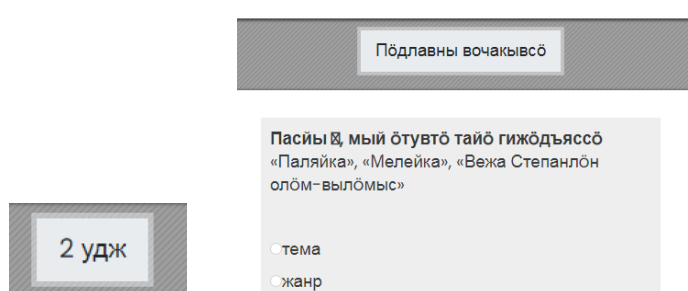 Пӧдлавны вочакывсӧ
Пасйы ☒, мый ӧтувтӧ тайӧ гижӧдъяссӧ
«Паляйка», «Мелейка», «Вежа Степанлӧн
олӧм-вылӧмыс»
2 удж
тема
жанр